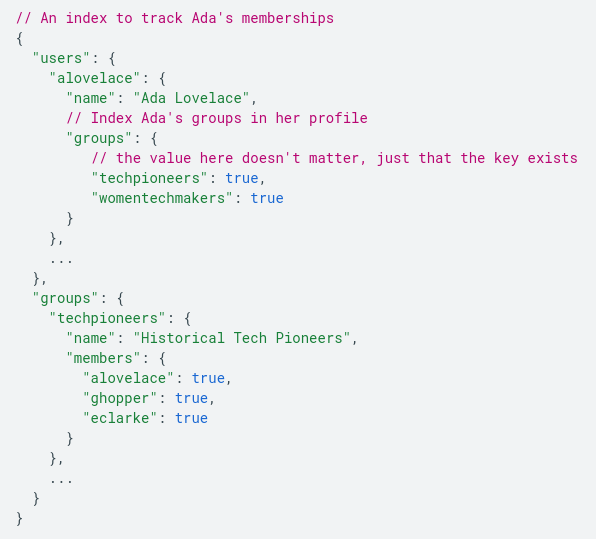 // An index to track Ada's memberships
{
  "users": {
    "alovelace": {
      "name": "Ada Lovelace",
      // Index Ada's groups in her profile
      "groups": {
         // the value here doesn't matter, just that the key exists
         "techpioneers": true,
         "womentechmakers": true
      }
    },
    ...
  },
  "groups": {
    "techpioneers": {
      "name": "Historical Tech Pioneers",
      "members": {
        "alovelace": true,
        "ghopper": true,
        "eclarke": true
      }
    },
    ...
  }
}